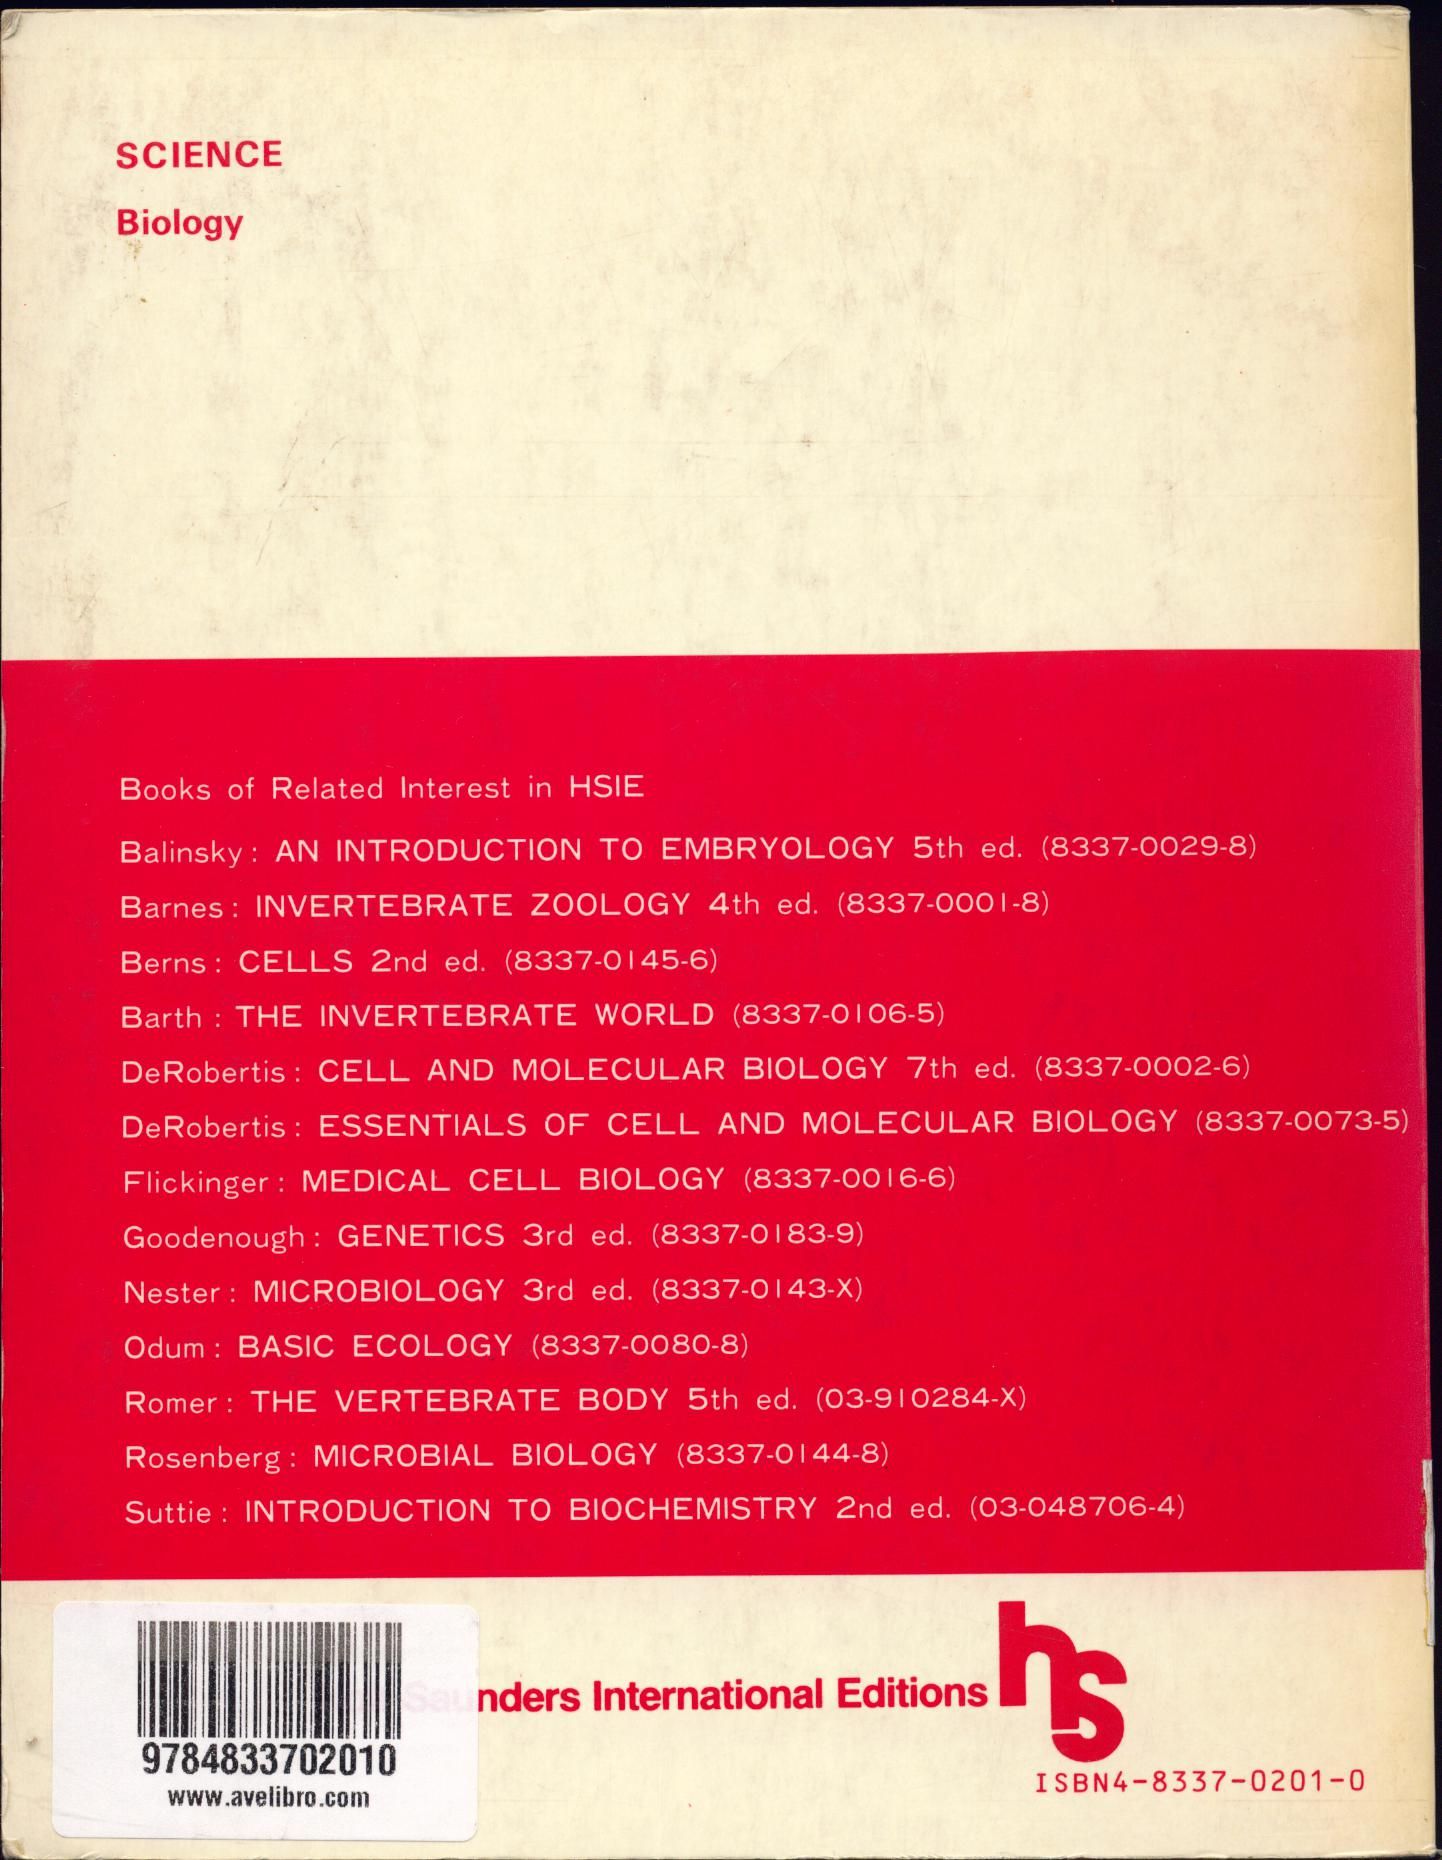 SCIENCE
Biology
Books of Related Interest in HSIE
Balinsky: AN INTRODUCTION TO EMBRYOLOGY 5th ed. (8337-0029-8)
Barnes: INVERTEBRATE ZOOLOGY 4th ed. (8337-0001-8)
Berns: CELLS 2nd ed. (8337-0145-6)
Barth: THE INVERTEBRATE WORLD (8337-0106-5)
DeRobertis: CELL AND MOLECULAR BIOLOGY 7th ed. (8337-0002-6)
DeRobertis: ESSENTIALS OF CELL AND MOLECULAR BIOLOGY (8337-0073-5)
Flickinger: MEDICAL CELL BIOLOGY (8337-0016-6)
Goodenough: GENETICS 3rd ed. (8337-0183-9)
Nester: MICROBIOLOGY 3rd ed. (8337-0143-X)
Odum: BASIC ECOLOGY (8337-0080-8)
Romer: THE VERTEBRATE BODY 5th ed. (03-910284-X)
Rosenberg: MICROBIAL BIOLOGY (8337-0144-8)
Suttie: INTRODUCTION TO BIOCHEMISTRY 2nd ed. (03-048706-4)
Saunders International Editions hs
ISBN4-8337-0201-0
9784833702010
www.avelibro.com